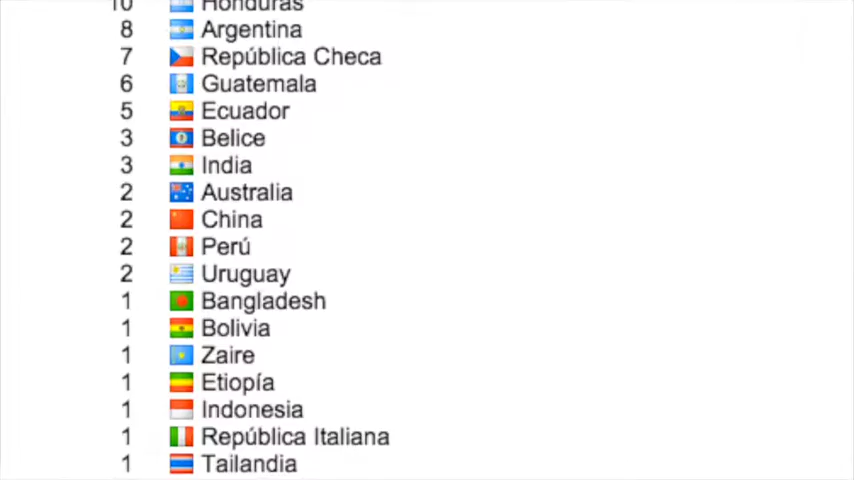 10 Honduras
8 Argentina
7 República Checa
6 Guatemala
5 Ecuador
3 Belice
3 India
2 Australia
2 China
2 Perú
2 Uruguay
1 Bangladesh
1 Bolivia
1 Zaire
1 Etiopía
1 Indonesia
1 República Italiana
1 Tailandia